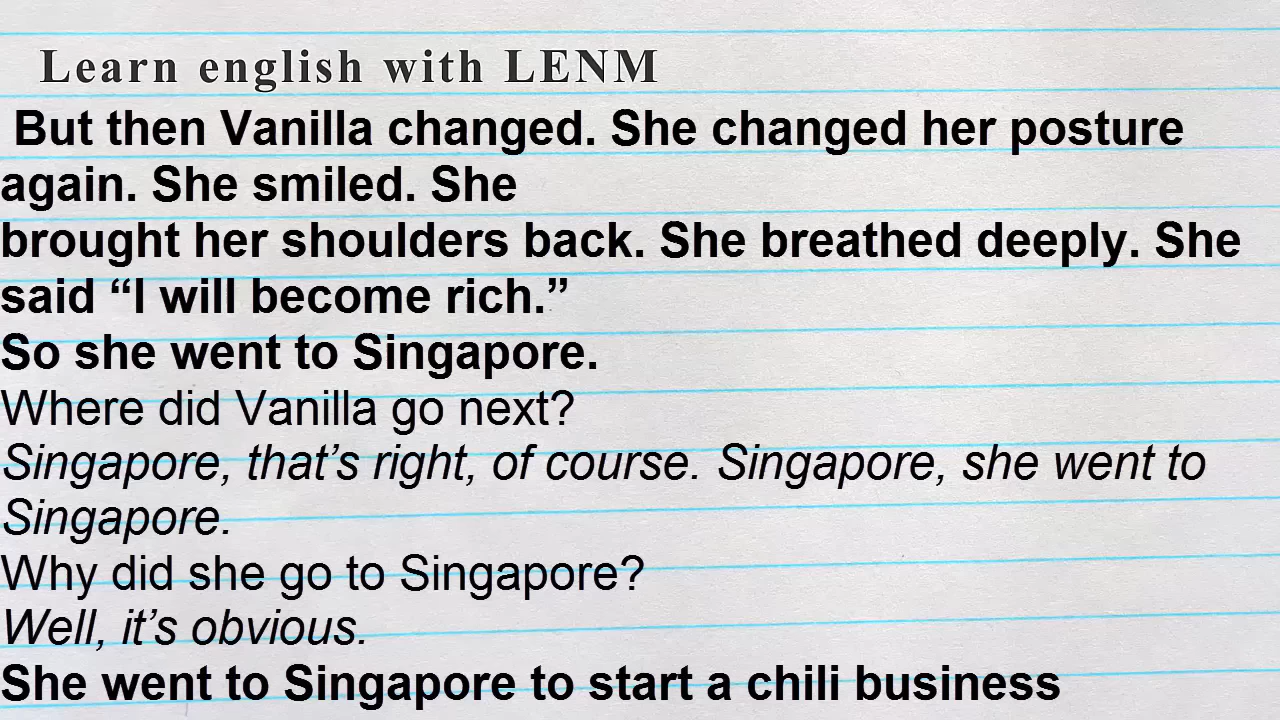 Learn english with LENM
But then Vanilla changed. She changed her posture
again. She smiled. She
brought her shoulders back. She breathed deeply. She
said “I will become rich.”
So she went to Singapore.
Where did Vanilla go next?
Singapore, that’s right, of course. Singapore, she went to
Singapore.
Why did she go to Singapore?
Well, it’s obvious.
She went to Singapore to start a chili business